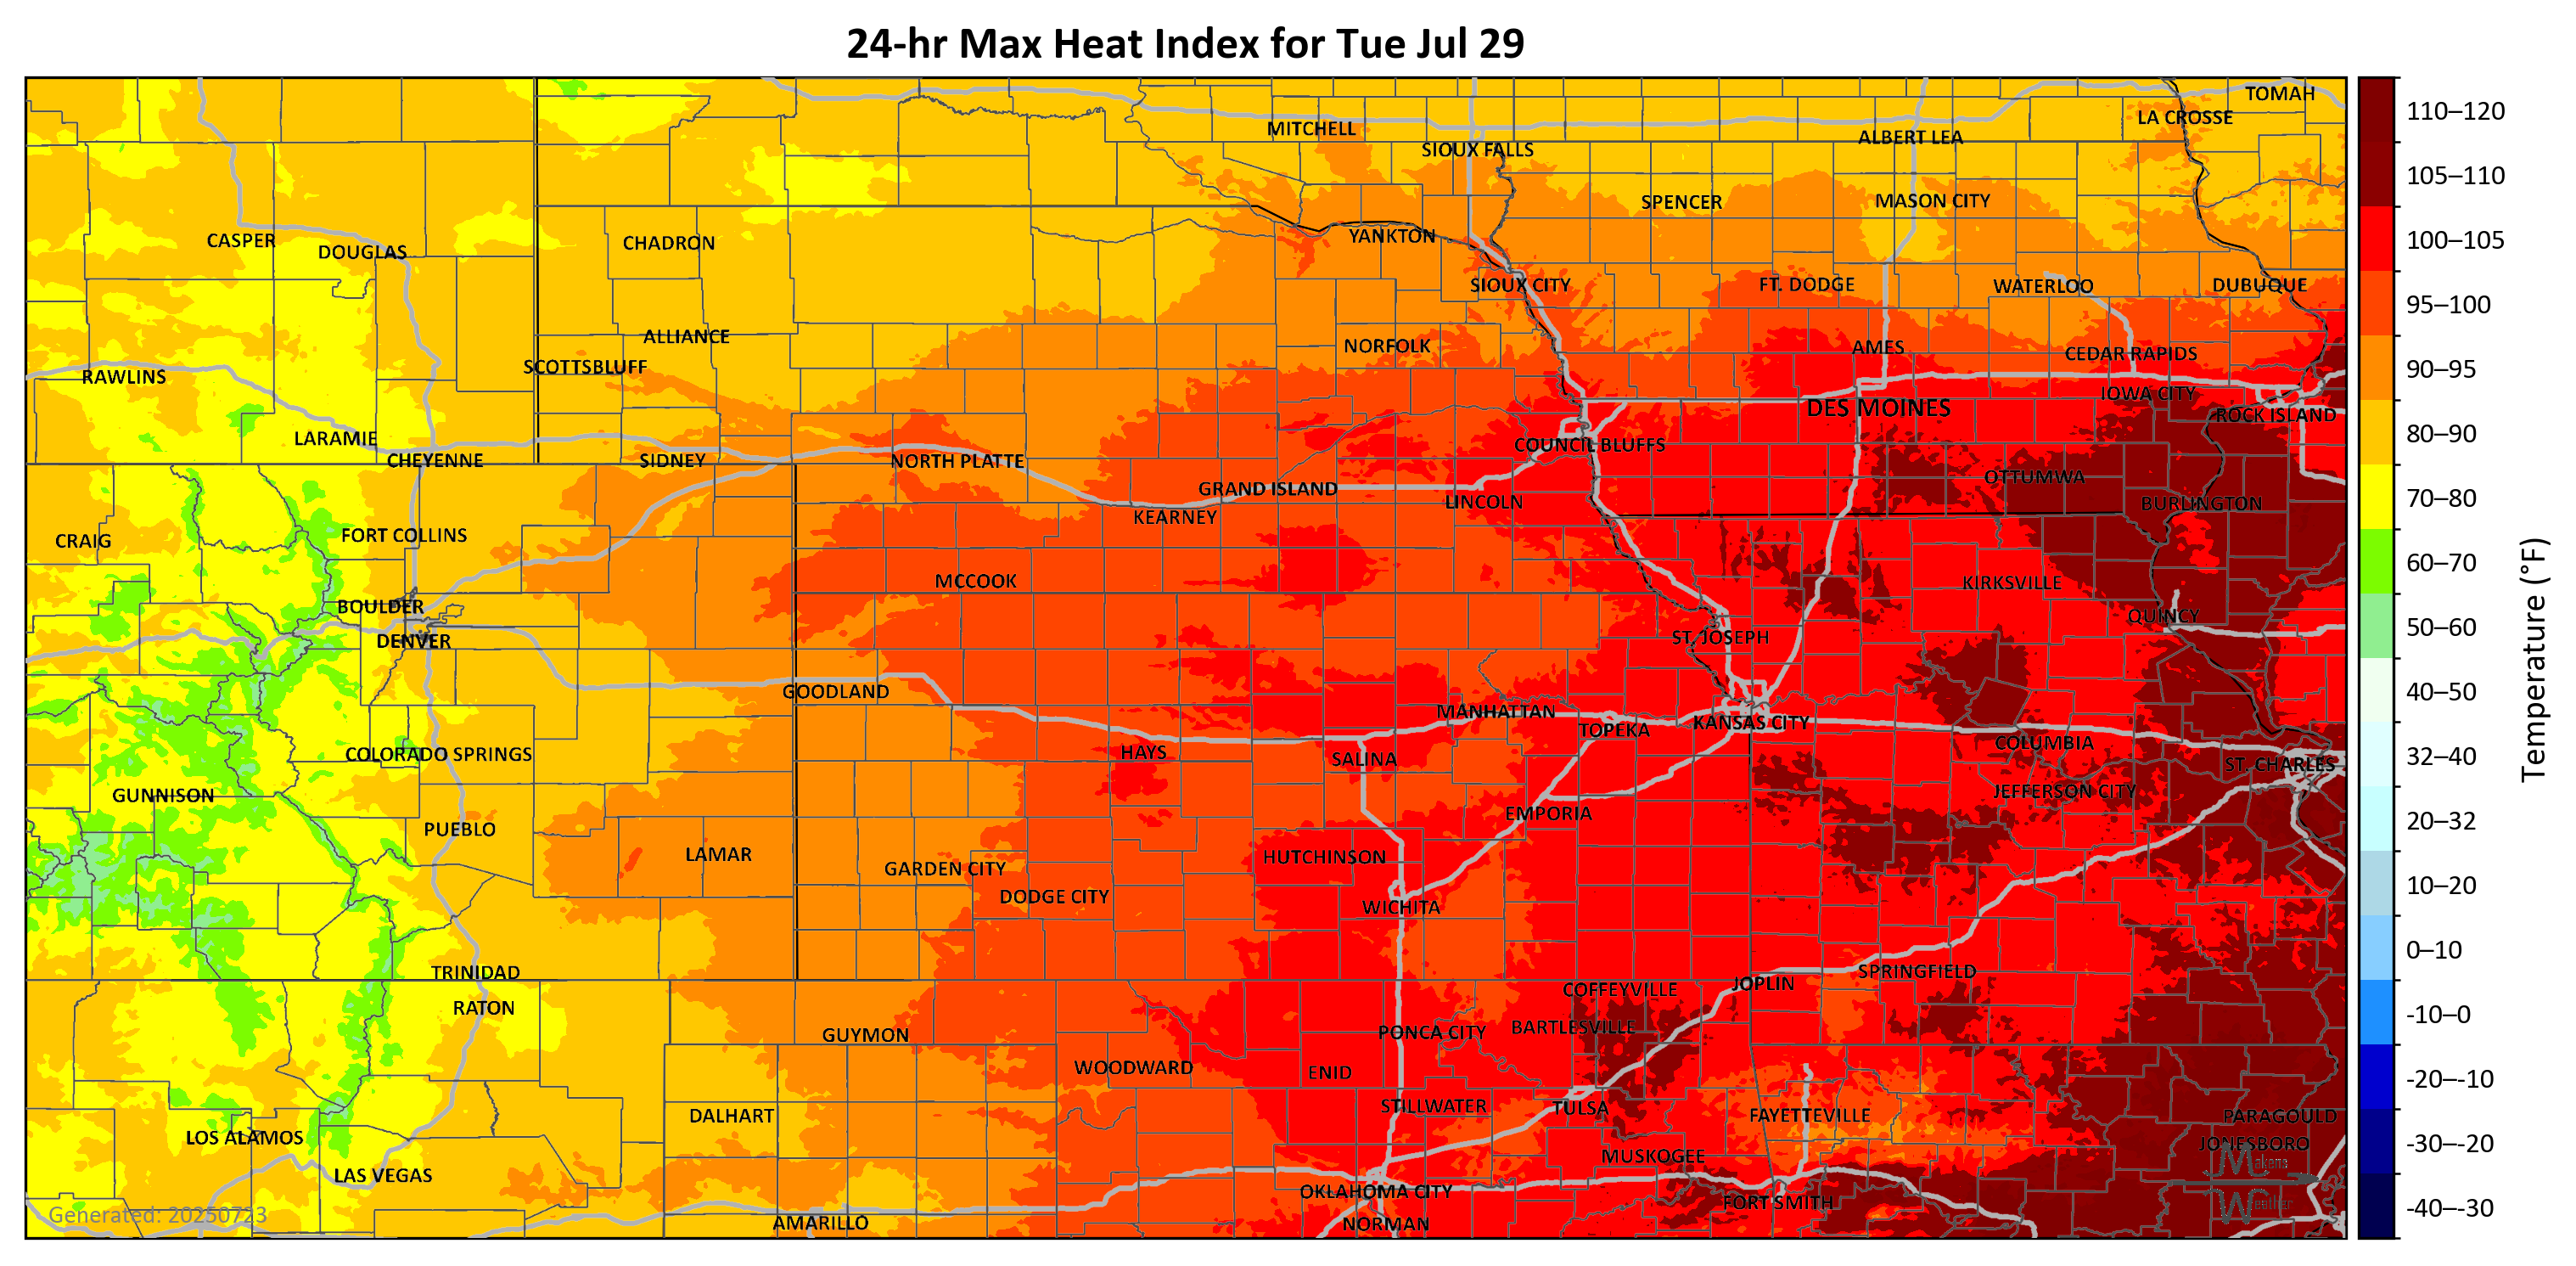 24-hr Max Heat Index for Tue Jul 29
TOMAH
LA CROSSE
MITCHELL
ALBERT LEA
SIOUX FALLS
SPENCER
MASON CITY
CASPER
DOUGLAS
CHADRON
YANKTON
SIOUX CITY
FT. DODGE
WATERLOO
DUBUQUE
ALLIANCE
NORFOLK
AMES
CEDAR RAPIDS
SCOTTSBLUFF
RAWLINS
IOWA CITY
DES MOINES
ROCK ISLAND
LARAMIE
COUNCIL BLUFFS
CHEYENNE
SIDNEY
NORTH PLATTE
OTTUMWA
GRAND ISLAND
LINCOLN
BURLINGTON
KEARNEY
FORT COLLINS
CRAIG
MCCOOK
KIRKSVILLE
BOULDER
QUINCY
DENVER
ST. JOSEPH
GOODLAND
MANHATTAN
TOPEKA
KANSAS CITY
COLUMBIA
COLORADO SPRINGS
HAYS
SALINA
ST. CHARLES
GUNNISON
JEFFERSON CITY
EMPORIA
PUEBLO
LAMAR
HUTCHINSON
GARDEN CITY
DODGE CITY
WICHITA
TRINIDAD
SPRINGFIELD
JOPLIN
COFFEYVILLE
RATON
GUYMON
PONCA CITY
BARTLESVILLE
WOODWARD
ENID
STILLWATER
TULSA
DALHART
FAYETTEVILLE
PARAGOULD
LOS ALAMOS
JONESBORO
MUSKOGEE
LAS VEGAS
OKLAHOMA CITY
FORT SMITH
AMARILLO
NORMAN
Generated: 20250723
Makens
Weather
110–120
105–110
100–105
95–100
90–95
80–90
70–80
60–70
50–60
40–50
32–40
20–32
10–20
0–10
-10–0
-20–-10
-30–-20
-40–-30
Temperature (°F)